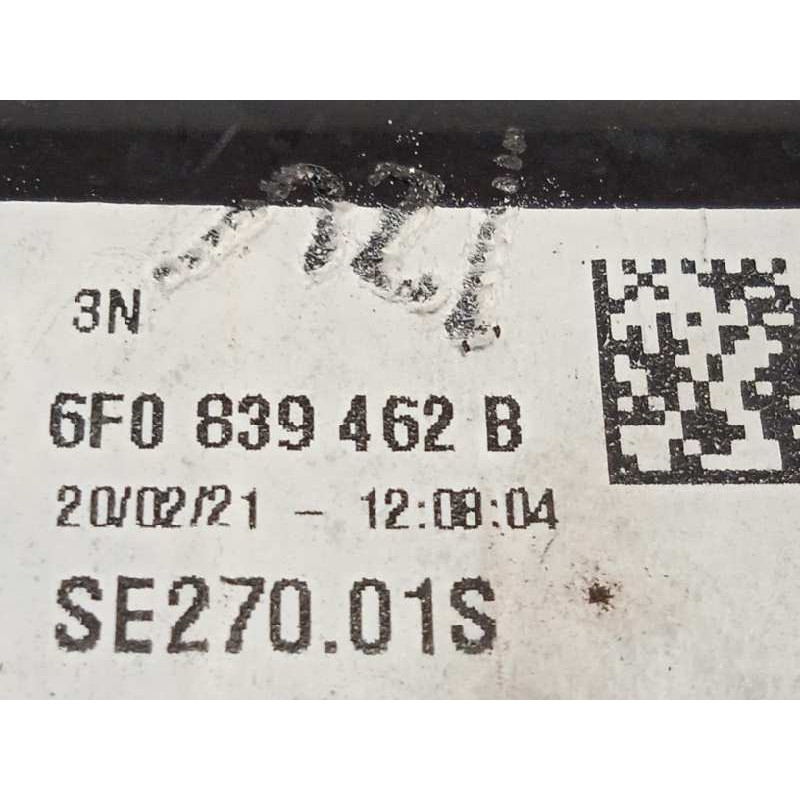 3N
6F0 839 462 B
20/02/21 - 12:08:04
SE270.01S